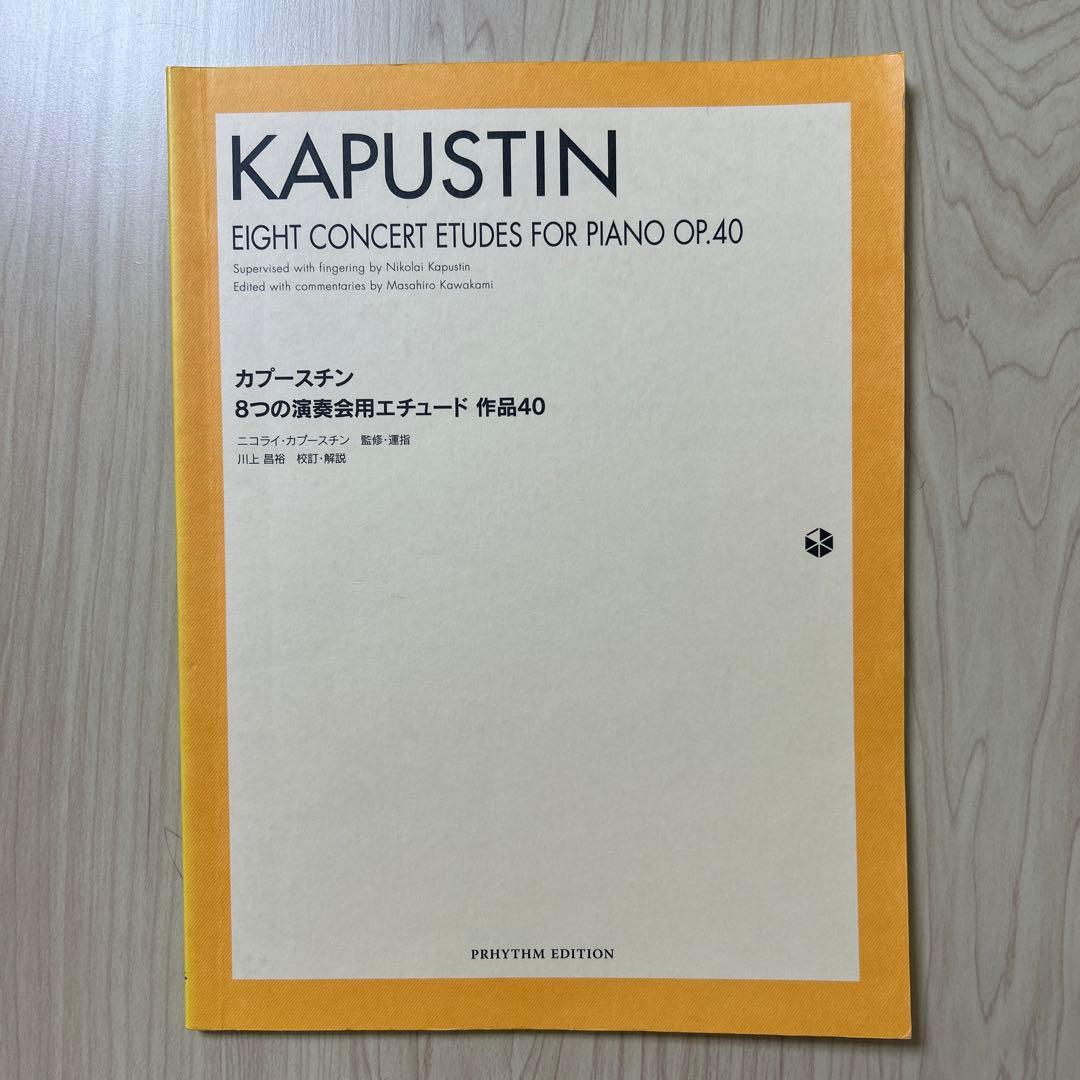 KAPUSTIN
EIGHT CONCERT ETUDES FOR PIANO OP.40
Supervised with fingering by Nikolai Kapustin
Edited with commentaries by Masahiro Kawakami
カプースチン
8つの演奏会用エチュード 作品40
ニコライ・カプースチン 監修・運指
川上 昌裕 校訂・解説
PRHYTHM EDITION